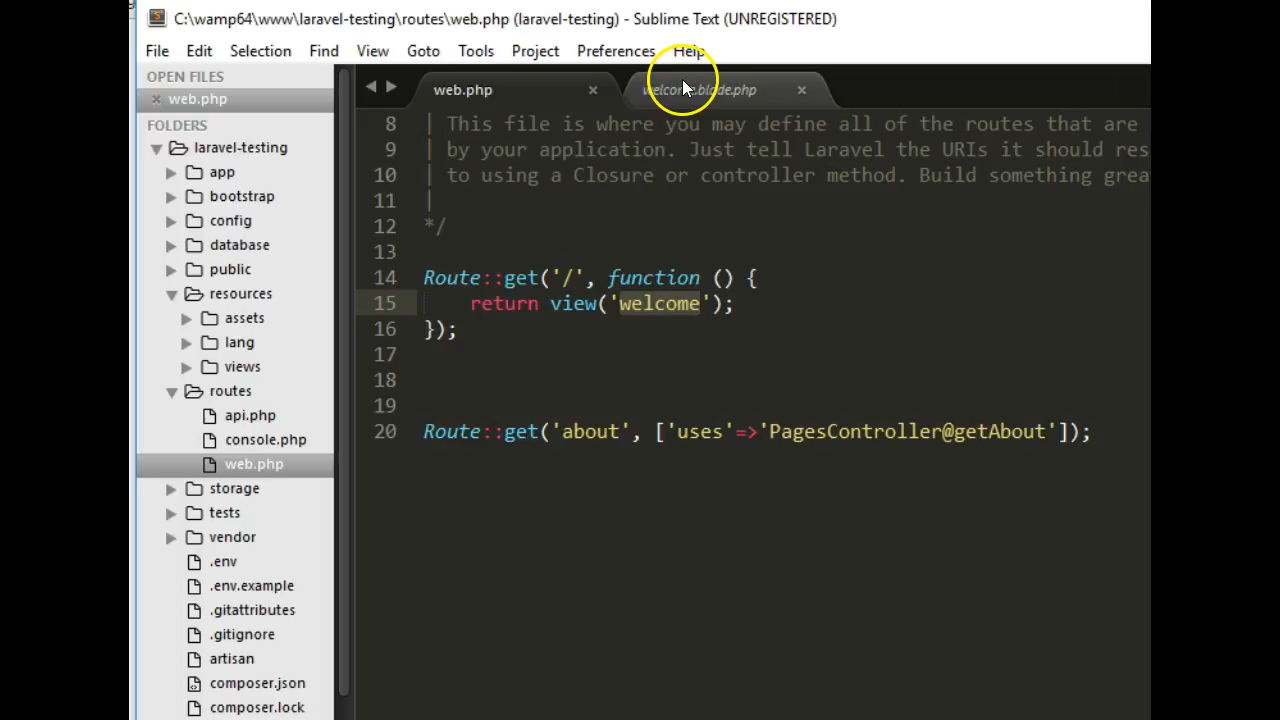 C:\wamp64\www\laravel-testing\routes\web.php (laravel-testing) - Sublime Text (UNREGISTERED)
File Edit Selection Find View Goto Tools Project Preferences Help
OPEN FILES
web.php
FOLDERS
laravel-testing
app
bootstrap
config
database
public
resources
assets
lang
views
routes
api.php
console.php
web.php
storage
tests
vendor
.env
.env.example
.gitattributes
.gitignore
artisan
composer.json
composer.lock
web.php welcome.blade.php
8 | This file is where you may define all of the routes that are
9 | by your application. Just tell Laravel the URIs it should res
10 | to using a Closure or controller method. Build something grea
11 |
12 */
13
14 Route::get('/', function () {
15 return view('welcome');
16 });
17
18
19
20 Route::get('about', ['uses'=>'PagesController@getAbout']);